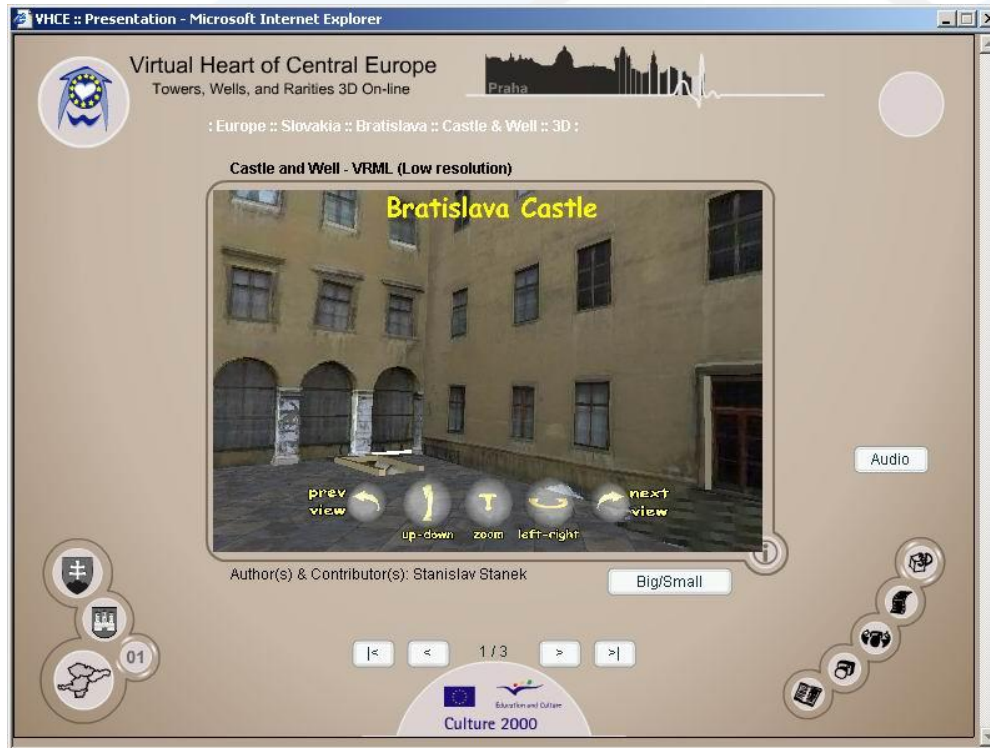 VHCE :: Presentation - Microsoft Internet Explorer
Virtual Heart of Central Europe
Towers, Wells, and Rarities 3D On-line
Praha
: Europe :: Slovakia :: Bratislava :: Castle & Well :: 3D :
Castle and Well - VRML (Low resolution)
Bratislava Castle
Audio
prev view
next view
up-down
zoom
left-right
i
Author(s) & Contributor(s): Stanislav Stanek
Big/Small
3D
01
|<
<
1 / 3
>
>|
Education and Culture
Culture 2000